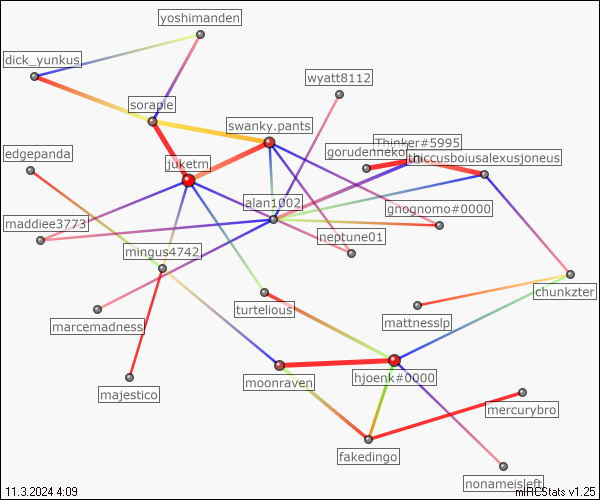 yoshimanden
dick_yunkus
wyatt8112
sorapie
swanky.pants
Thinker#5995
edgepanda
gorudenneko
thiccusboiusalexusjoneus
juketm
alan1002
gnognomo#0000
maddiee3773
neptune01
mingus4742
chunkzter
turtelious
marcemadness
mattnesslp
moonraven
hjoenk#0000
majestico
mercurybro
fakedingo
nonameisleft
11.3.2024 4:09
mIRCStats v1.25